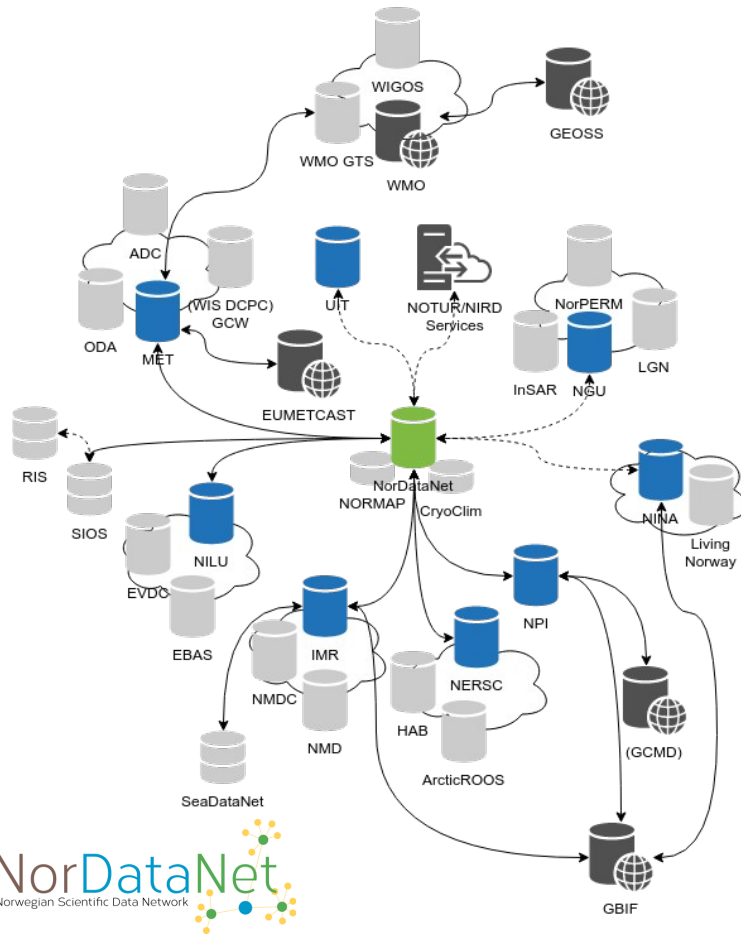 WIGOS
GEOSS
WMO GTS
WMO
ADC
(WIS DCPC)
GCW
UIT
NOTUR/NIRD
Services
NorPERM
ODA
MET
InSAR
NGU
LGN
EUMETCAST
RIS
SIOS
NorDataNet
NORMAP
CryoClim
NINA
Living
Norway
NILU
EVDC
EBAS
NPI
IMR
NERSC
NMDC
NMD
HAB
ArcticROOS
(GCMD)
SeaDataNet
GBIF
NorDataNet
Norwegian Scientific Data Network